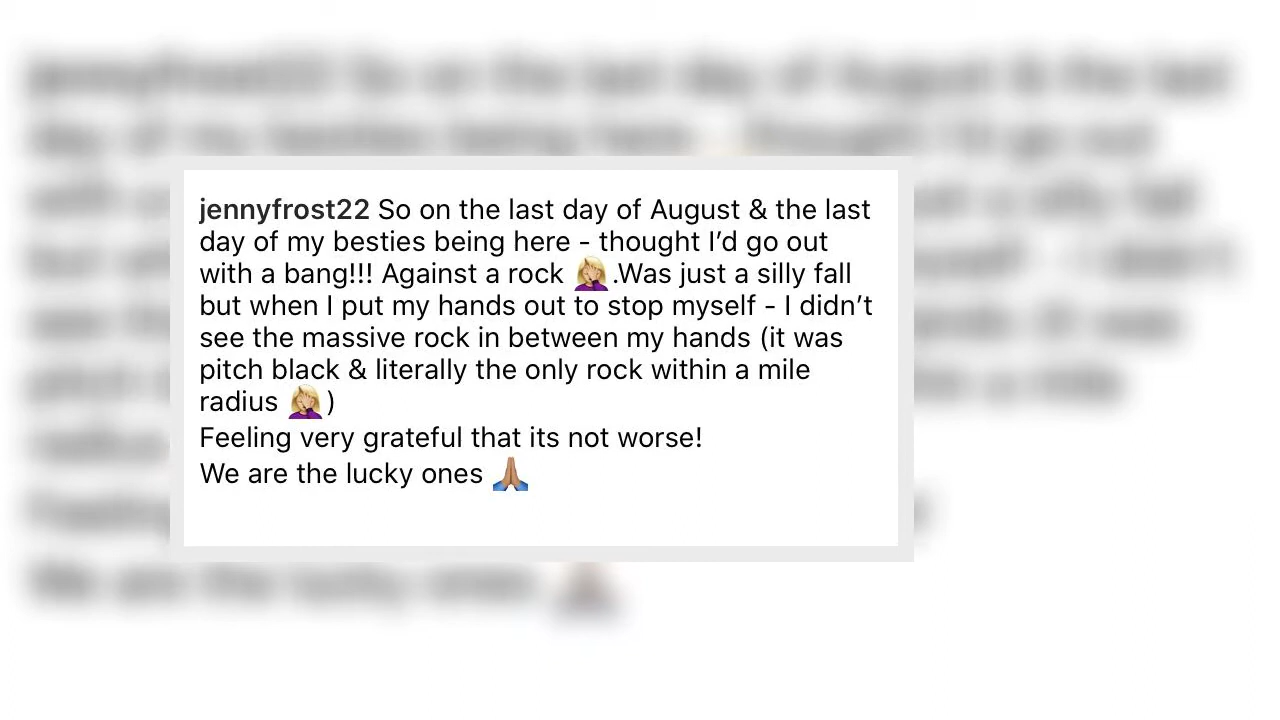 jennyfrost22 So on the last day of August & the last
day of my besties being here - thought I’d go out
with a bang!!! Against a rock 🤦🏼‍♀️.Was just a silly fall
but when I put my hands out to stop myself - I didn’t
see the massive rock in between my hands (it was
pitch black & literally the only rock within a mile
radius 🤦🏼‍♀️)
Feeling very grateful that its not worse!
We are the lucky ones 🙏🏽